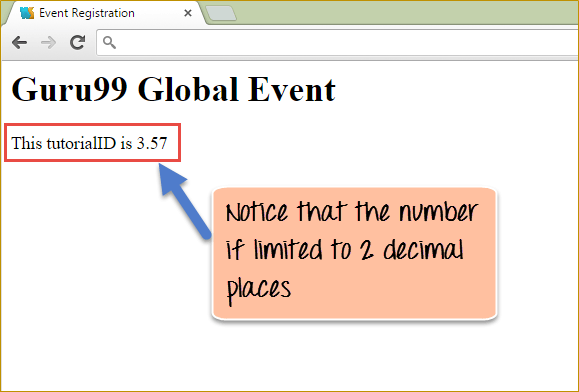 Event Registration
Guru99 Global Event
This tutorialID is 3.57
Notice that the number
if limited to 2 decimal
places